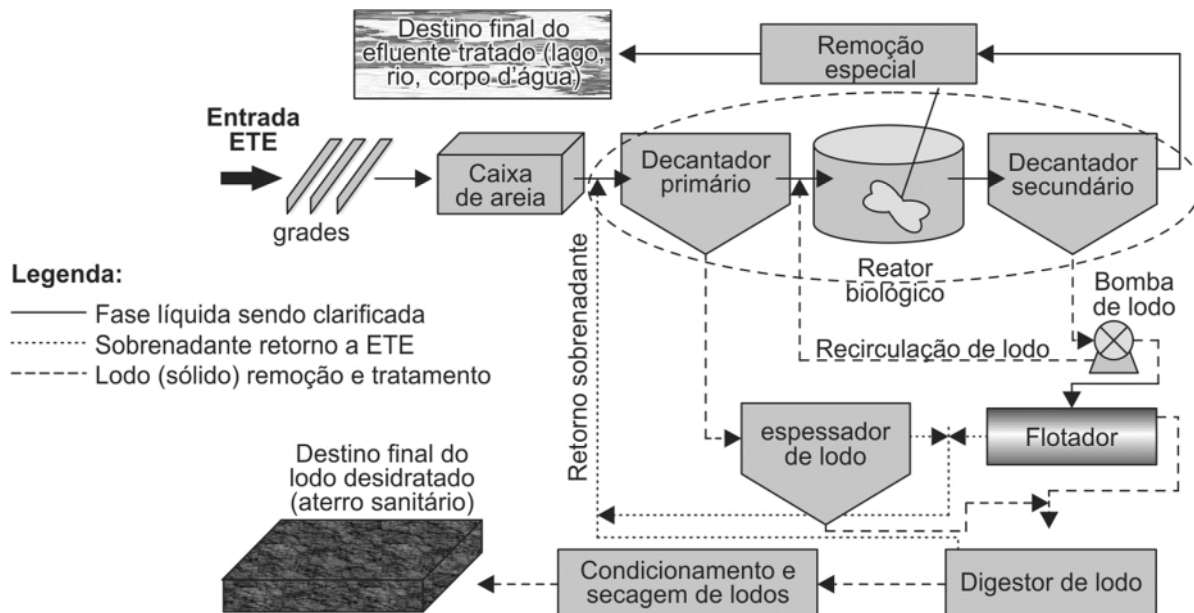 Destino final do
efluente tratado (lago,
rio, corpo d'água)
Remoção
especial
Entrada
ETE
grades
Caixa
de areia
Decantador
primário
Reator
biológico
Decantador
secundário
Legenda:
Fase líquida sendo clarificada
Sobrenadante retorno a ETE
Lodo (sólido) remoção e tratamento
Retorno sobrenadante
Recirculação de lodo
Bomba
de lodo
espessador
de lodo
Flotador
Destino final do
lodo desidratado
(aterro sanitário)
Condicionamento e
secagem de lodos
Digestor de lodo